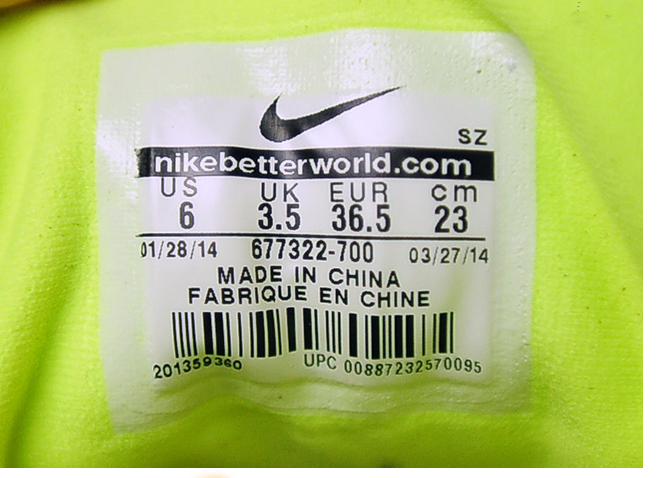 SZ
nikebetterworld.com
US UK EUR cm
6 3.5 36.5 23
01/28/14 677322-700 03/27/14
MADE IN CHINA
FABRIQUE EN CHINE
201359360 UPC 00887232570095